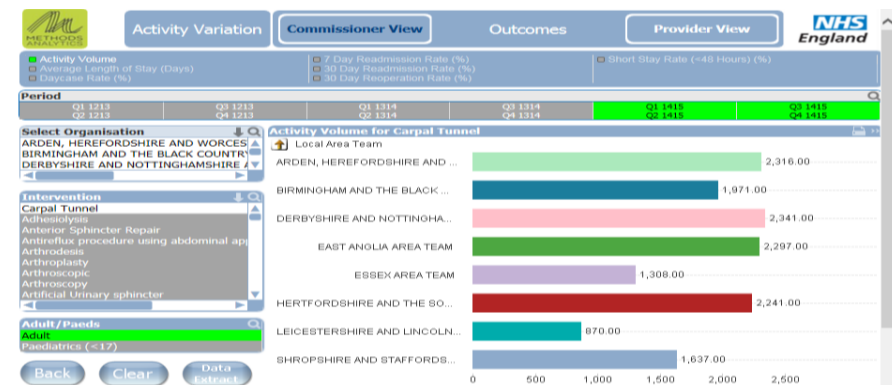 METHODS
ANALYTICS
Activity Variation
Commissioner View
Outcomes
Provider View
NHS
England
Activity Volume
Average Length of Stay (Days)
Daycase Rate (%)
7 Day Readmission Rate (%)
30 Day Readmission Rate (%)
30 Day Reoperation Rate (%)
Short Stay Rate (<48 Hours) (%)
Period
Q1 1213 Q3 1213 Q1 1314 Q3 1314 Q1 1415 Q3 1415
Q2 1213 Q4 1213 Q2 1314 Q4 1314 Q2 1415 Q4 1415
Select Organisation
ARDEN, HEREFORDSHIRE AND WORCES
BIRMINGHAM AND THE BLACK COUNTR
DERBYSHIRE AND NOTTINGHAMSHIRE
Intervention
Carpal Tunnel
Adhesiolysis
Anterior Sphincter Repair
Antireflux procedure using abdominal app
Arthrodesis
Arthroplasty
Arthroscopic
Arthroscopy
Artificial Urinary sphincter
Adult/Paeds
Adult
Paediatrics (<17)
Back
Clear
Data
Extract
Activity Volume for Carpal Tunnel
Local Area Team
ARDEN, HEREFORDSHIRE AND ... 2,316.00
BIRMINGHAM AND THE BLACK ... 1,971.00
DERBYSHIRE AND NOTTINGHA... 2,341.00
EAST ANGLIA AREA TEAM 2,297.00
ESSEX AREA TEAM 1,308.00
HERTFORDSHIRE AND THE SO... 2,241.00
LEICESTERSHIRE AND LINCOLN... 870.00
SHROPSHIRE AND STAFFORDS... 1,637.00
0 500 1,000 1,500 2,000 2,500